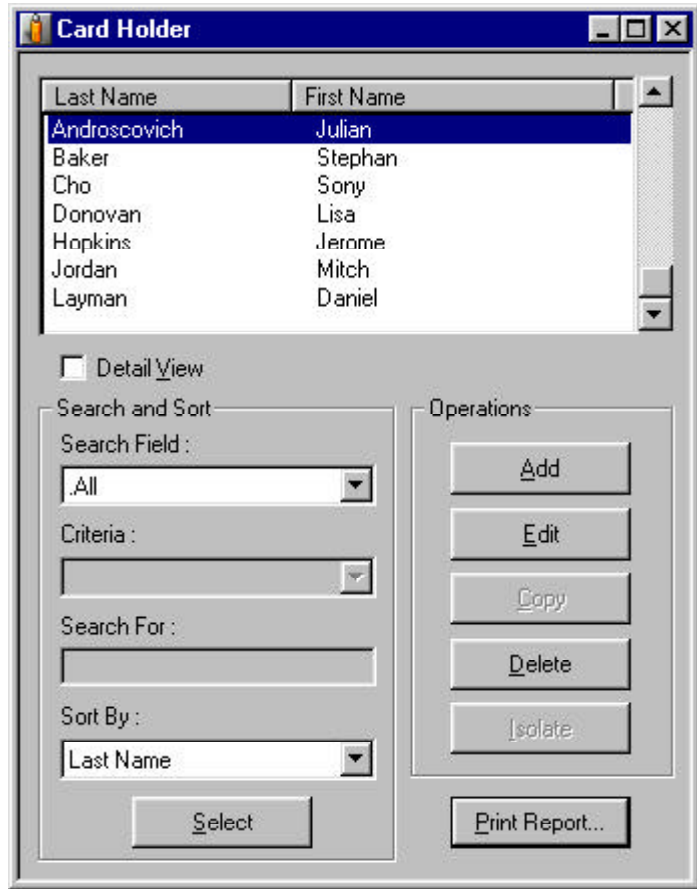 Card Holder
Last Name First Name
Androscovich Julian
Baker Stephan
Cho Sony
Donovan Lisa
Hopkins Jerome
Jordan Mitch
Layman Daniel
Detail View
Search and Sort
Search Field :
.All
Criteria :
Search For :
Sort By :
Last Name
Select
Operations
Add
Edit
Copy
Delete
Isolate
Print Report...